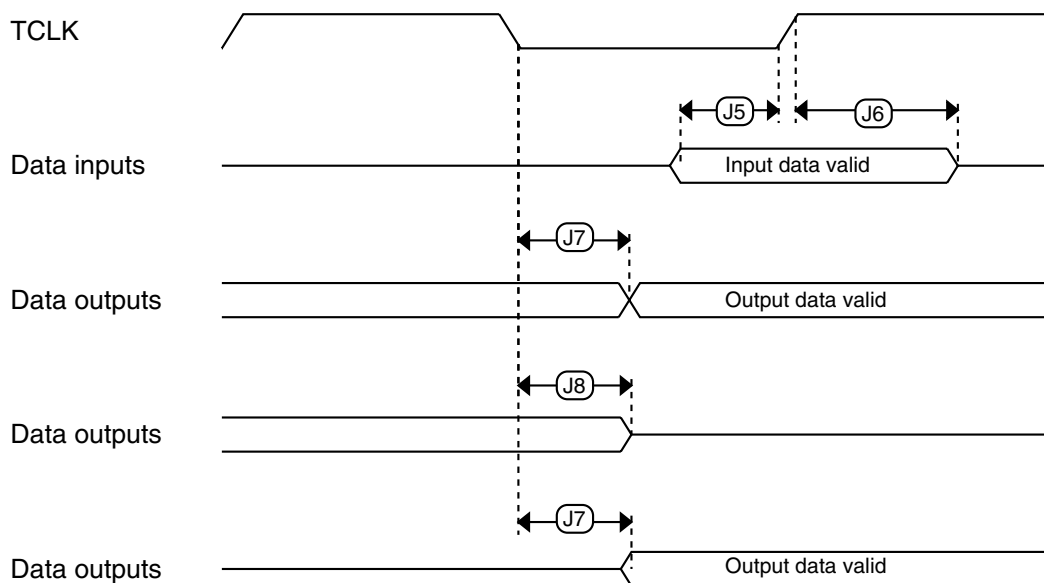 TCLK
J5
J6
Data inputs
Input data valid
J7
Data outputs
Output data valid
J8
Data outputs
J7
Data outputs
Output data valid